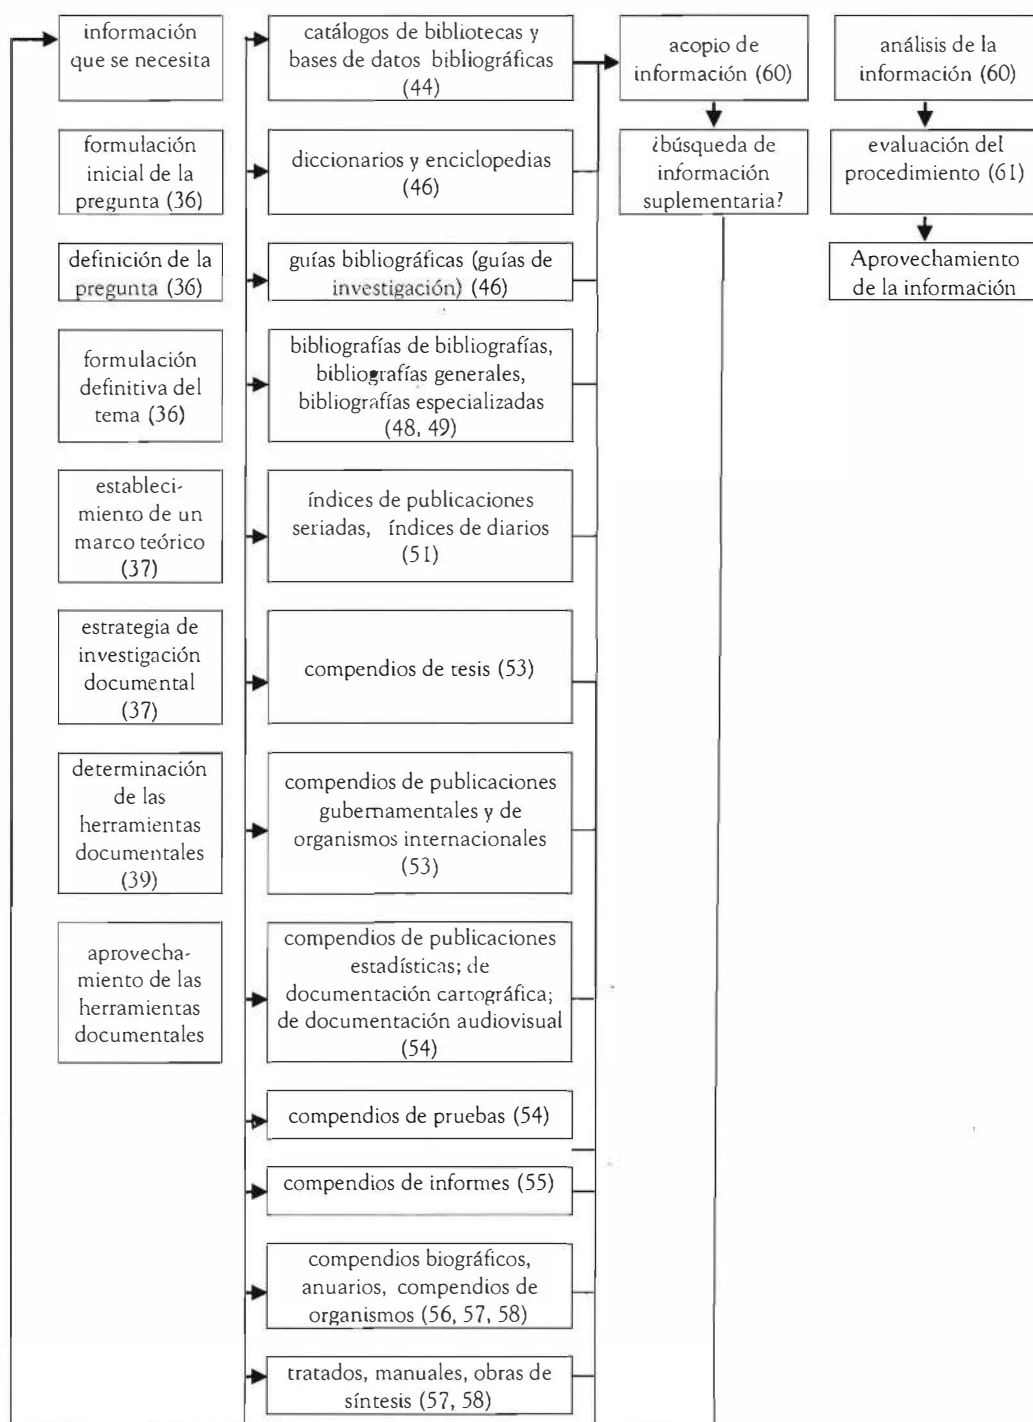 información
que se necesita
formulación
inicial de la
pregunta (36)
definición de la
pregunta (36)
formulación
definitiva del
tema (36)
estableci-
miento de un
marco teórico
(37)
estrategia de
investigación
documental
(37)
determinación
de las
herramientas
documentales
(39)
aprovecha-
miento de las
herramientas
documentales
catálogos de bibliotecas y
bases de datos bibliográficas
(44)
diccionarios y enciclopedias
(46)
guías bibliográficas (guías de
investigación) (46)
bibliografías de bibliografías,
bibliografías generales,
bibliografías especializadas
(48, 49)
índices de publicaciones
seriadas, índices de diarios
(51)
compendios de tesis (53)
compendios de publicaciones
gubernamentales y de
organismos internacionales
(53)
compendios de publicaciones
estadísticas; de
documentación cartográfica;
de documentación audiovisual
(54)
compendios de pruebas (54)
compendios de informes (55)
compendios biográficos,
anuarios, compendios de
organismos (56, 57, 58)
tratados, manuales, obras de
síntesis (57, 58)
acopio de
información (60)
¿búsqueda de
información
suplementaria?
análisis de la
información (60)
evaluación del
procedimiento (61)
Aprovechamiento
de la información